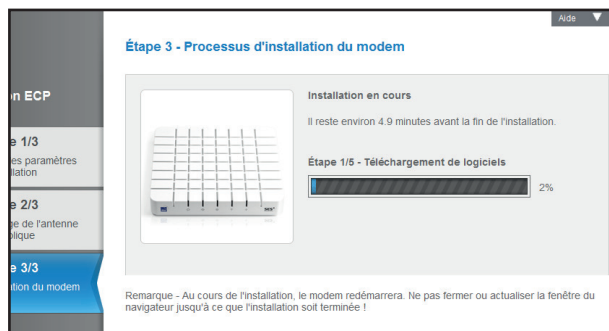 Aide
Étape 3 - Processus d'installation du modem
n ECP
Installation en cours
Il reste environ 4.9 minutes avant la fin de l'installation.
e 1/3
es paramètres
llation
Étape 1/5 - Téléchargement de logiciels
2%
e 2/3
ge de l'antenne
olique
e 3/3
tion du modem
Remarque - Au cours de l'installation, le modem redémarrera. Ne pas fermer ou actualiser la fenêtre du
navigateur jusqu'à ce que l'installation soit terminée !